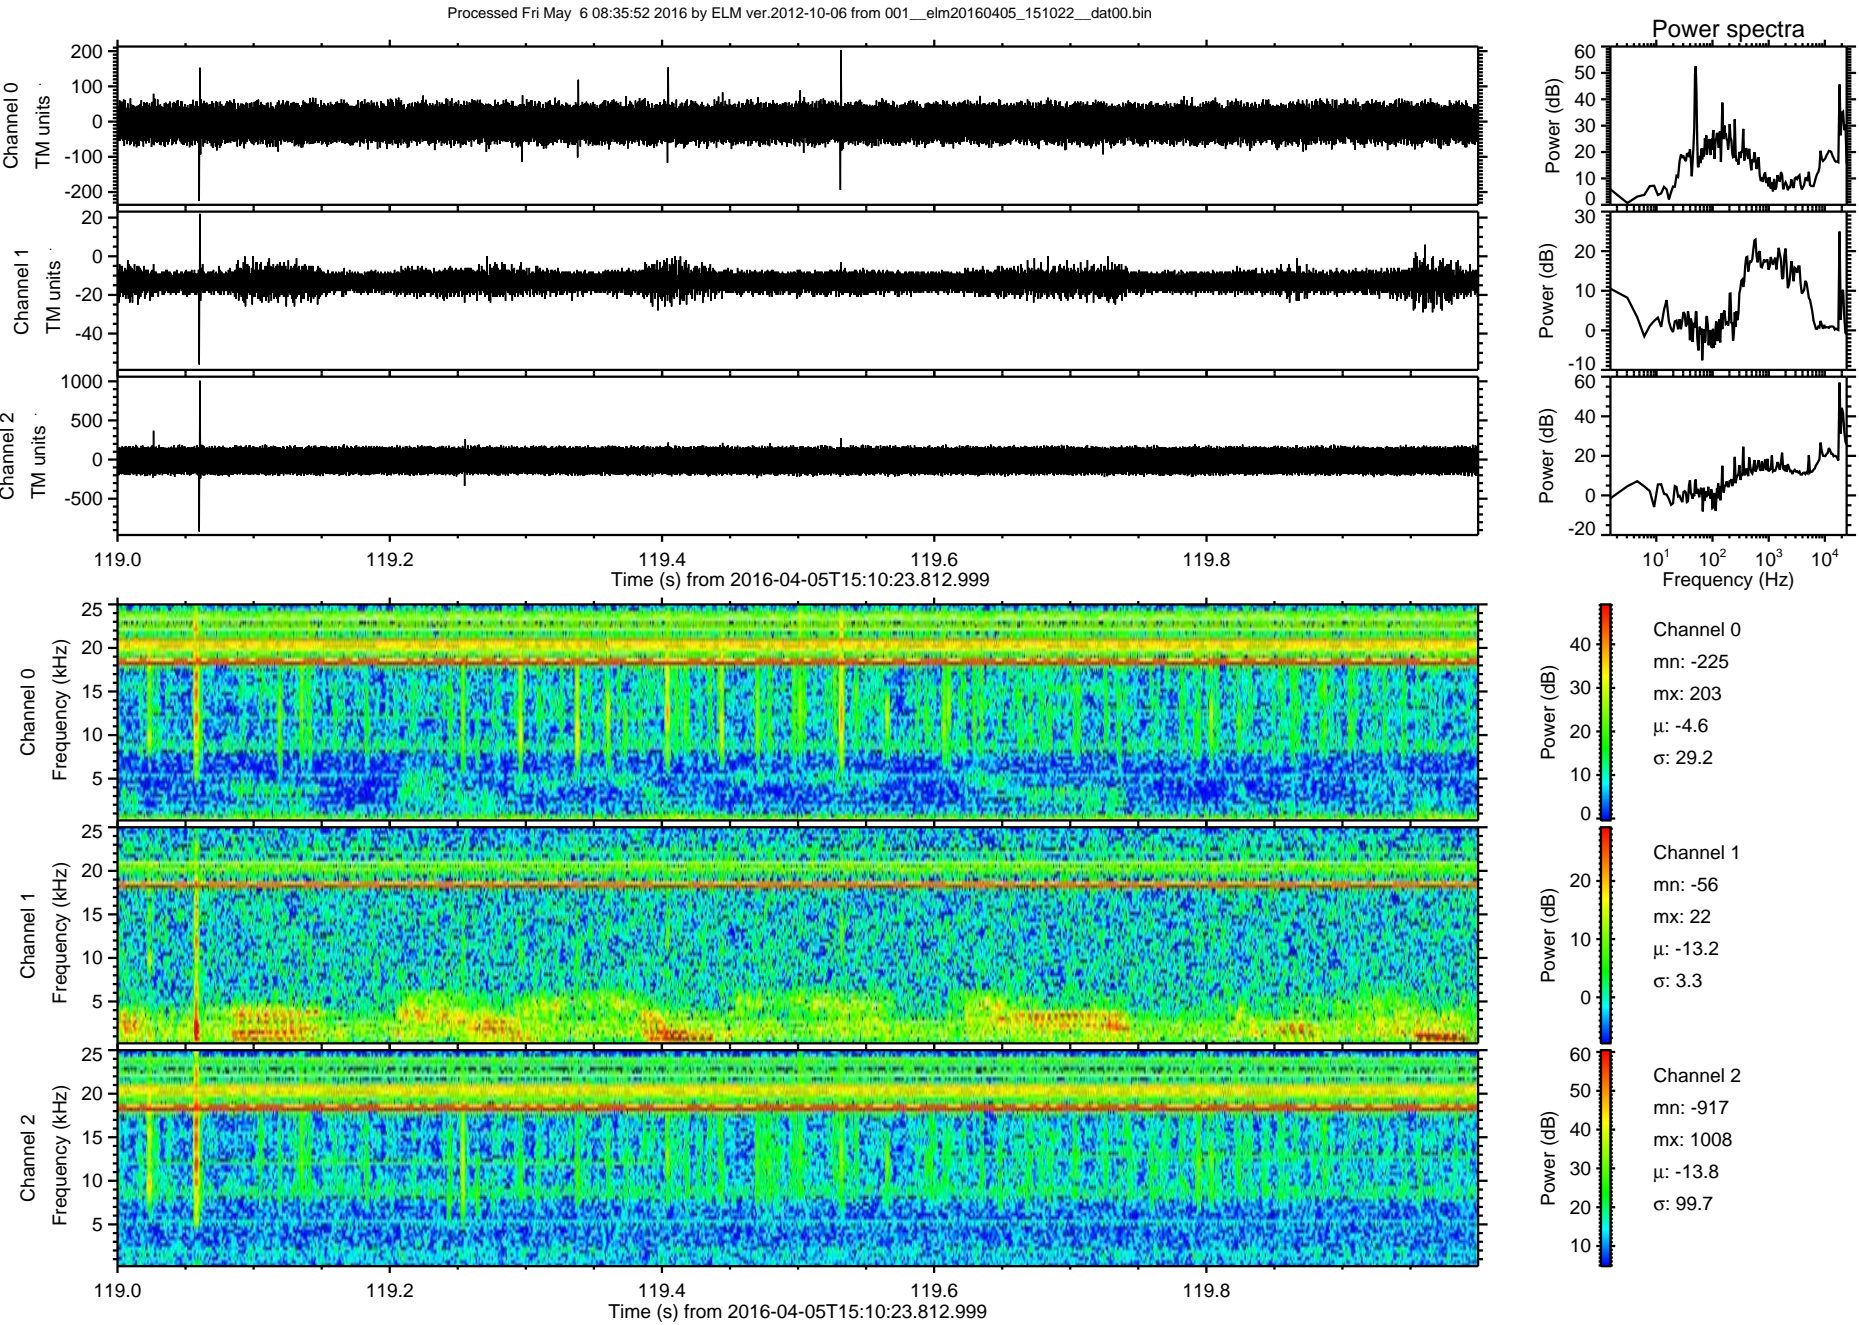 Processed Fri May  6 08:35:52 2016 by ELM ver.2012-10-06 from 001__elm20160405_151022__dat00.bin
Power spectra
Channel 0
TM units
200
100
0
-100
-200
Power (dB)
60
50
40
30
20
10
0
Channel 1
TM units
20
0
-20
-40
Power (dB)
30
20
10
0
-10
Channel 2
TM units
1000
500
0
-500
Power (dB)
60
40
20
0
-20
119.0
119.2
119.4
119.6
119.8
Time (s) from 2016-04-05T15:10:23.812.999
10¹
10²
10³
10⁴
Frequency (Hz)
Channel 0
Frequency (kHz)
25
20
15
10
5
Power (dB)
40
30
20
10
0
Channel 0
mn: -225
mx: 203
μ: -4.6
σ: 29.2
Channel 1
Frequency (kHz)
25
20
15
10
5
Power (dB)
20
10
0
Channel 1
mn: -56
mx: 22
μ: -13.2
σ: 3.3
Channel 2
Frequency (kHz)
25
20
15
10
5
Power (dB)
60
50
40
30
20
10
Channel 2
mn: -917
mx: 1008
μ: -13.8
σ: 99.7
119.0
119.2
119.4
119.6
119.8
Time (s) from 2016-04-05T15:10:23.812.999